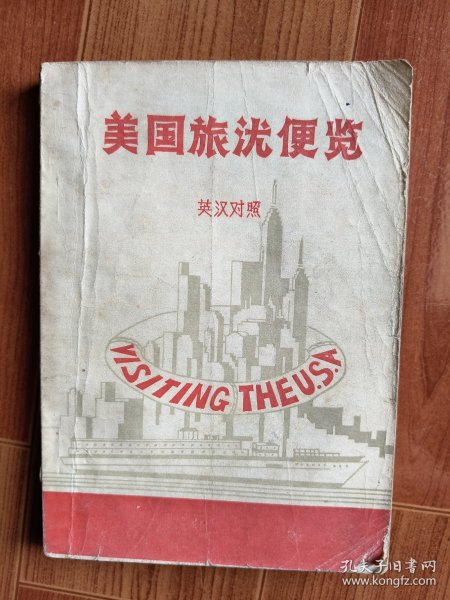 美国旅㳘便览
英汉对照
VISITING THE U.S.A
孔夫子旧书网
www.kongfz.com